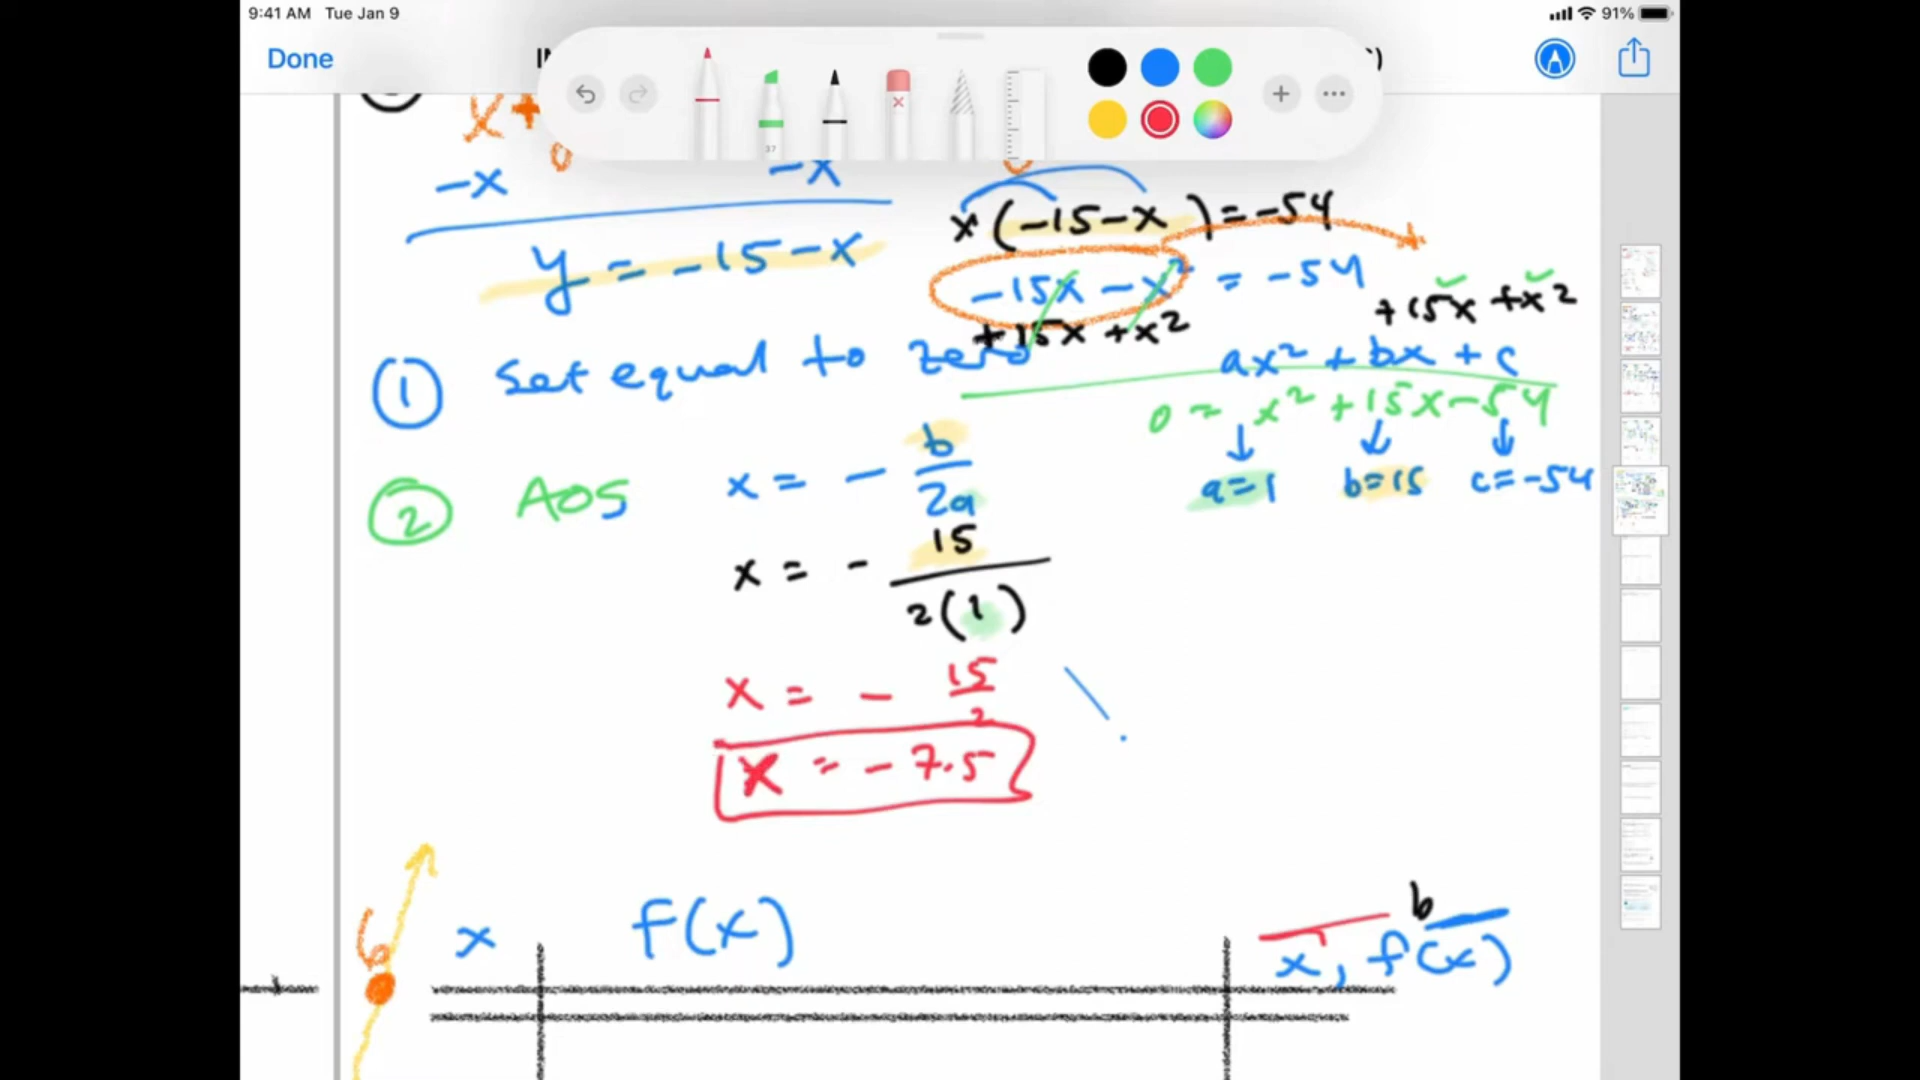 9:41 AM Tue Jan 9
91%
Done
37
x+
-x
-x
x(-15-x)=-54
y = -15-x
-15x - x² = -54
+15x +x2
+15x +x2
① Set equal to zero
ax² + bx + c
0 = x² +15x-54
② AOS
x = - b/2a
a=1 b=15 c=-54
x = - 15/2(1)
x = - 15/2
x = - 7.5
6
x f(x)
b
x, f(x)